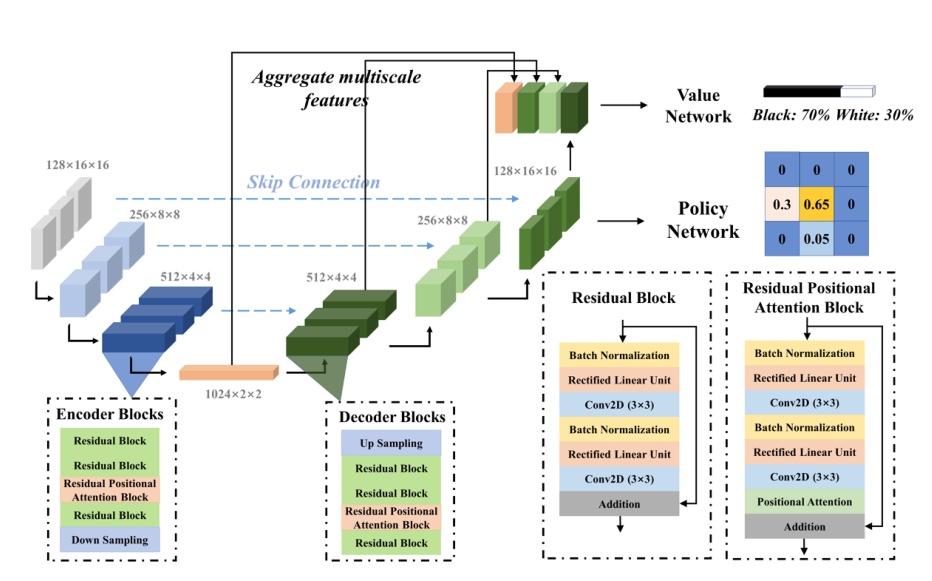 Aggregate multiscale
features
Value
Network
Black: 70% White: 30%
128×16×16
Skip Connection
128×16×16
256×8×8
256×8×8
512×4×4
512×4×4
1024×2×2
Policy
Network
0 0 0
0.3 0.65 0
0 0.05 0
Encoder Blocks
Residual Block
Residual Block
Residual Positional
Attention Block
Residual Block
Down Sampling
Decoder Blocks
Up Sampling
Residual Block
Residual Block
Residual Positional
Attention Block
Residual Block
Residual Block
Batch Normalization
Rectified Linear Unit
Conv2D (3×3)
Batch Normalization
Rectified Linear Unit
Conv2D (3×3)
Addition
Residual Positional
Attention Block
Batch Normalization
Rectified Linear Unit
Conv2D (3×3)
Batch Normalization
Rectified Linear Unit
Conv2D (3×3)
Positional Attention
Addition